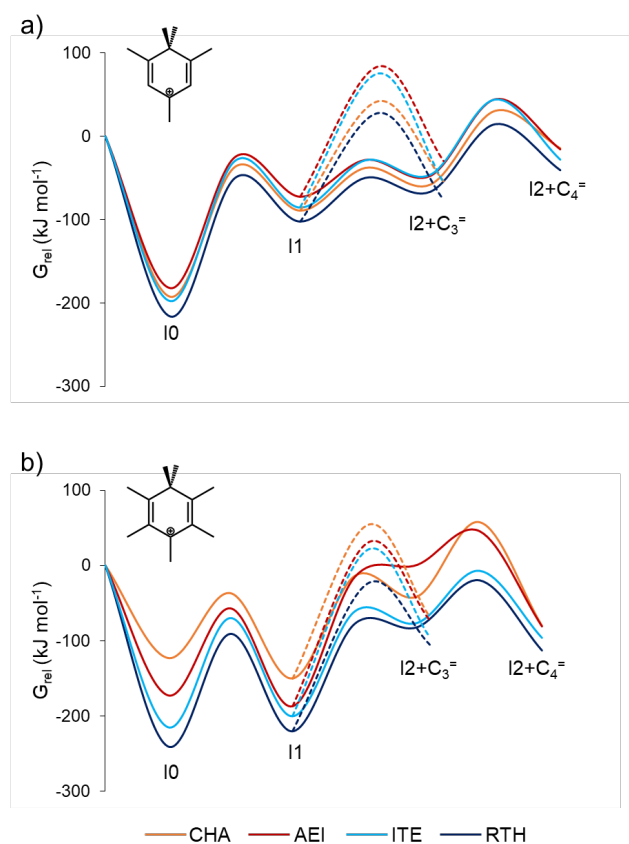 a)
100
0
-100
-200
-300
G_rel (kJ mol⁻¹)
⊕
I0
I1
I2+C₃⁼
I2+C₄⁼
b)
100
0
-100
-200
-300
G_rel (kJ mol⁻¹)
⊕
I0
I1
I2+C₃⁼
I2+C₄⁼
CHA AEI ITE RTH